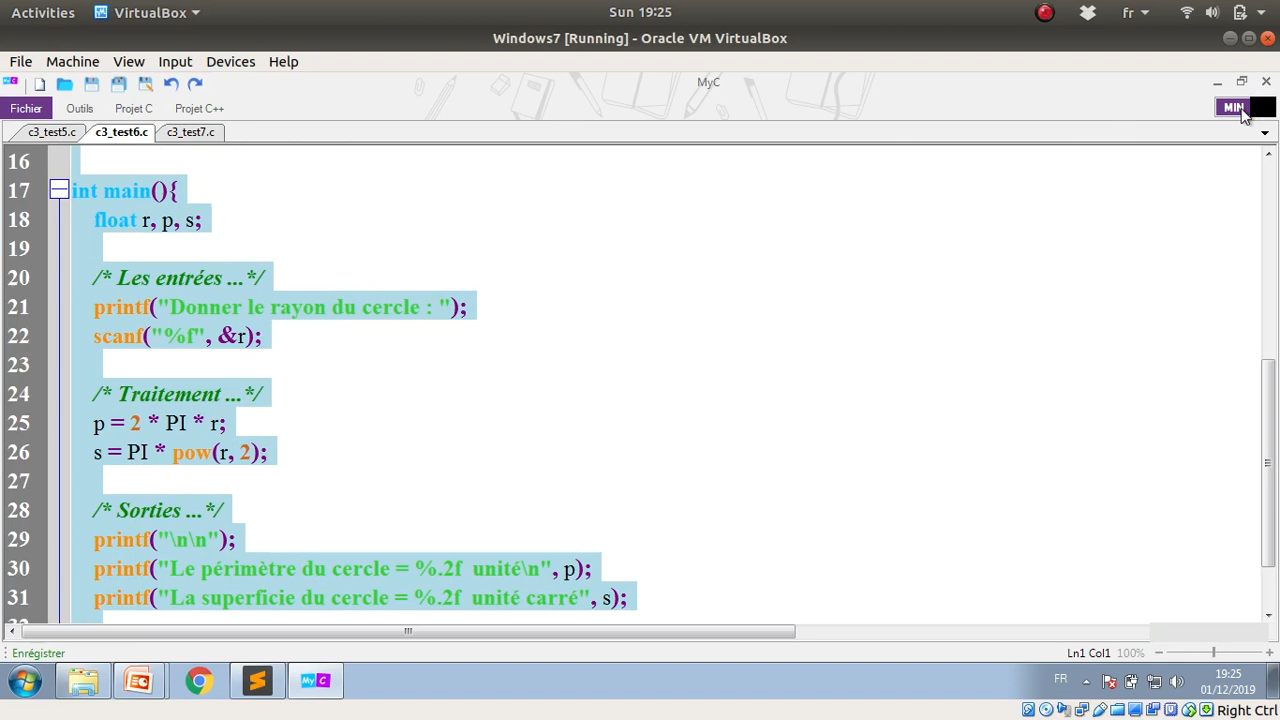 Activities VirtualBox Sun 19:25 fr
Windows7 [Running] - Oracle VM VirtualBox
File Machine View Input Devices Help
MyC
Fichier Outils Projet C Projet C++ MIN
c3_test5.c c3_test6.c c3_test7.c
16
17 int main(){
18 float r, p, s;
19
20 /* Les entrées ...*/
21 printf("Donner le rayon du cercle : ");
22 scanf("%f", &r);
23
24 /* Traitement ...*/
25 p = 2 * PI * r;
26 s = PI * pow(r, 2);
27
28 /* Sorties ...*/
29 printf("\n\n");
30 printf("Le périmètre du cercle = %.2f  unité\n", p);
31 printf("La superficie du cercle = %.2f  unité carré", s);
Enrégistrer Ln1 Col1 100%
My C FR 19:25
01/12/2019
Right Ctrl